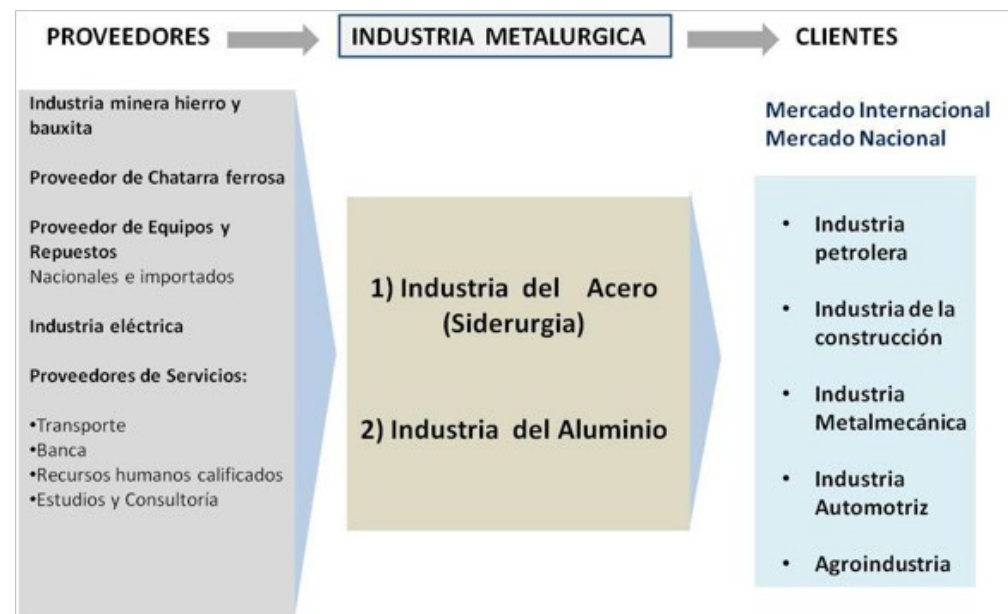 PROVEEDORES
INDUSTRIA METALURGICA
CLIENTES
Industria minera hierro y
bauxita
Proveedor de Chatarra ferrosa
Proveedor de Equipos y
Repuestos
Nacionales e importados
Industria eléctrica
Proveedores de Servicios:
•Transporte
•Banca
•Recursos humanos calificados
•Estudios y Consultoría
1) Industria del Acero
(Siderurgia)
2) Industria del Aluminio
Mercado Internacional
Mercado Nacional
• Industria
petrolera
• Industria de la
construcción
• Industria
Metalmecánica
• Industria
Automotriz
• Agroindustria